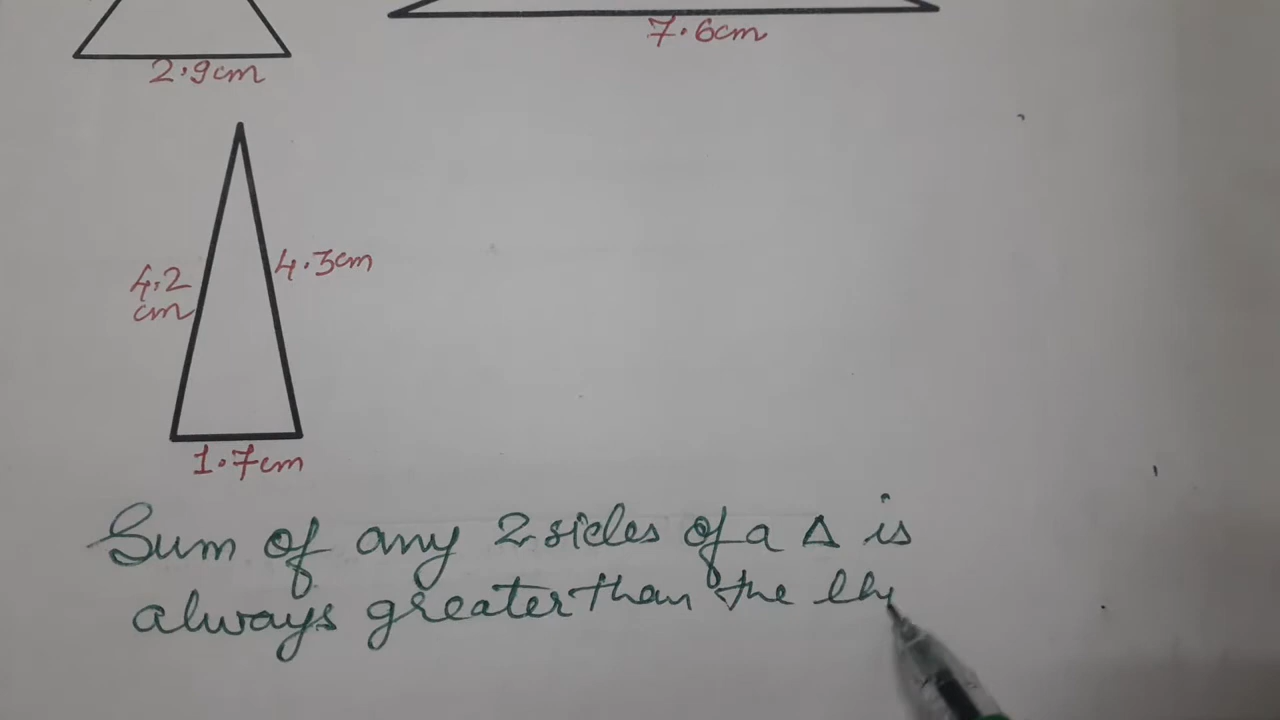 2.9cm
7.6cm
4.2
cm
4.3cm
1.7cm
Sum of any 2 sides of a Δ is
always greater than the